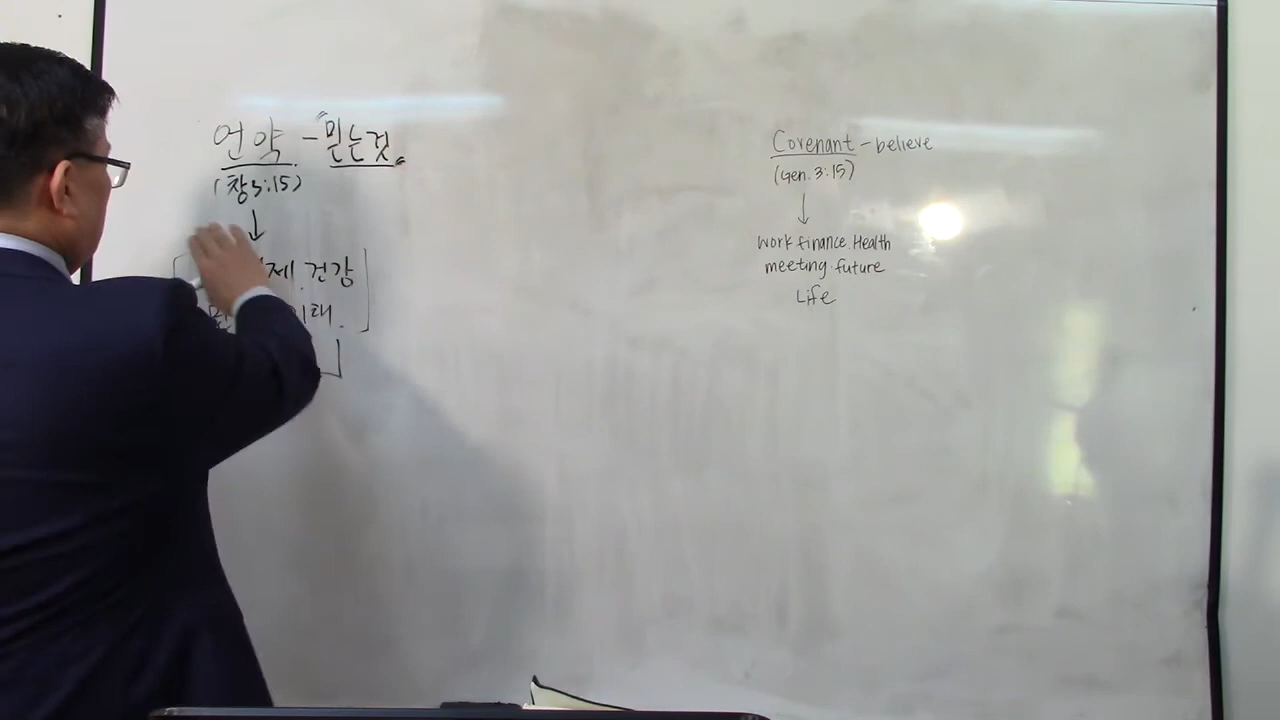 언약 - "믿는것"
(창3:15)
↓
건강
Covenant - believe
(Gen. 3:15)
↓
work finance. Health
meeting. future
Life